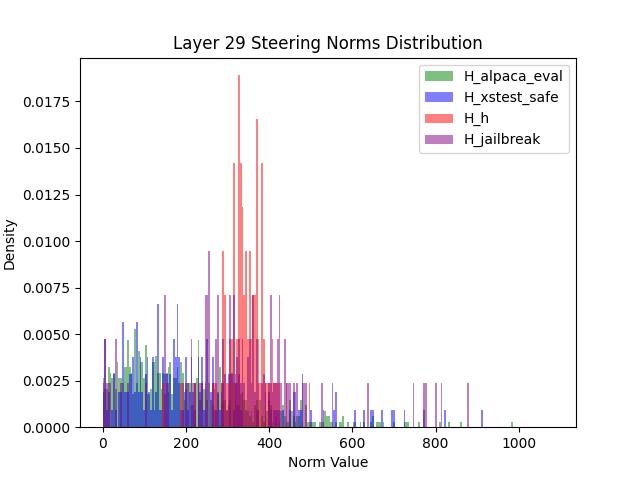 Layer 29 Steering Norms Distribution
H_alpaca_eval
H_xstest_safe
H_h
H_jailbreak
Density
0.0175
0.0150
0.0125
0.0100
0.0075
0.0050
0.0025
0.0000
0 200 400 600 800 1000
Norm Value